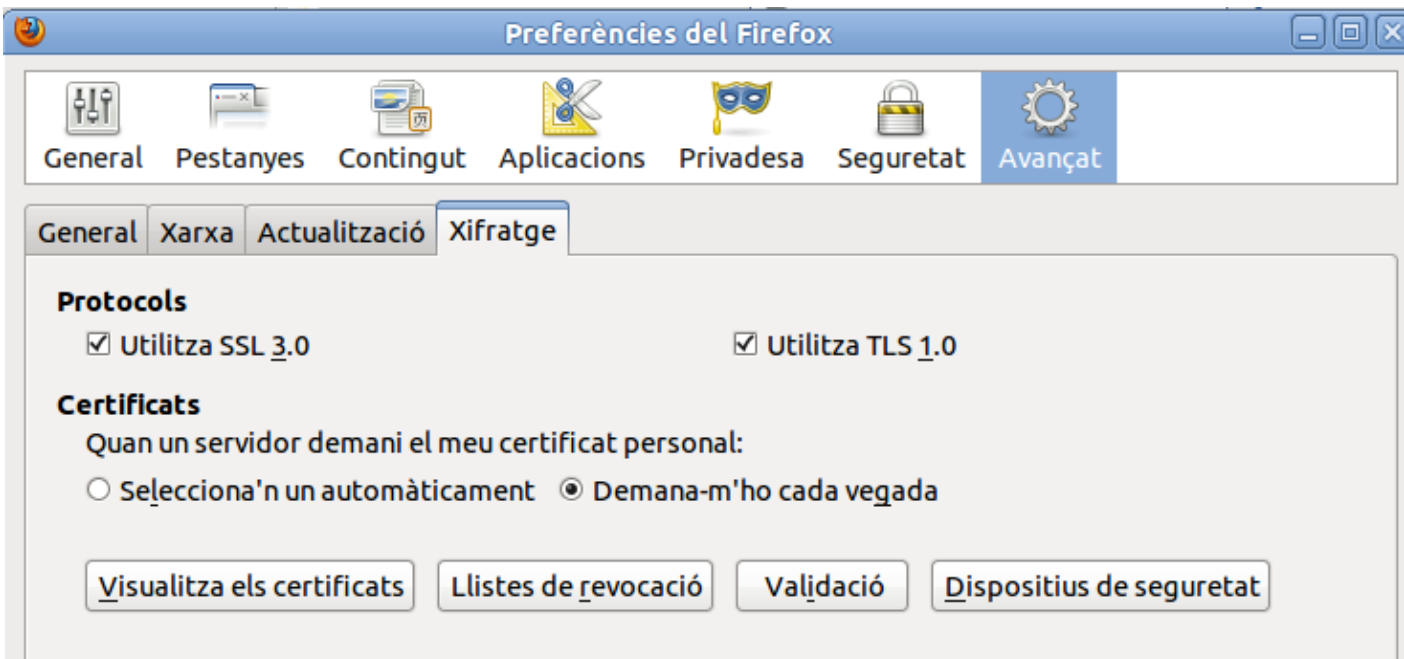 Preferències del Firefox
General Pestanyes Contingut Aplicacions Privadesa Seguretat Avançat
General Xarxa Actualització Xifratge
Protocols
Utilitza SSL 3.0 Utilitza TLS 1.0
Certificats
Quan un servidor demani el meu certificat personal:
Selecciona'n un automàticament Demana-m'ho cada vegada
Visualitza els certificats Llistes de revocació Validació Dispositius de seguretat